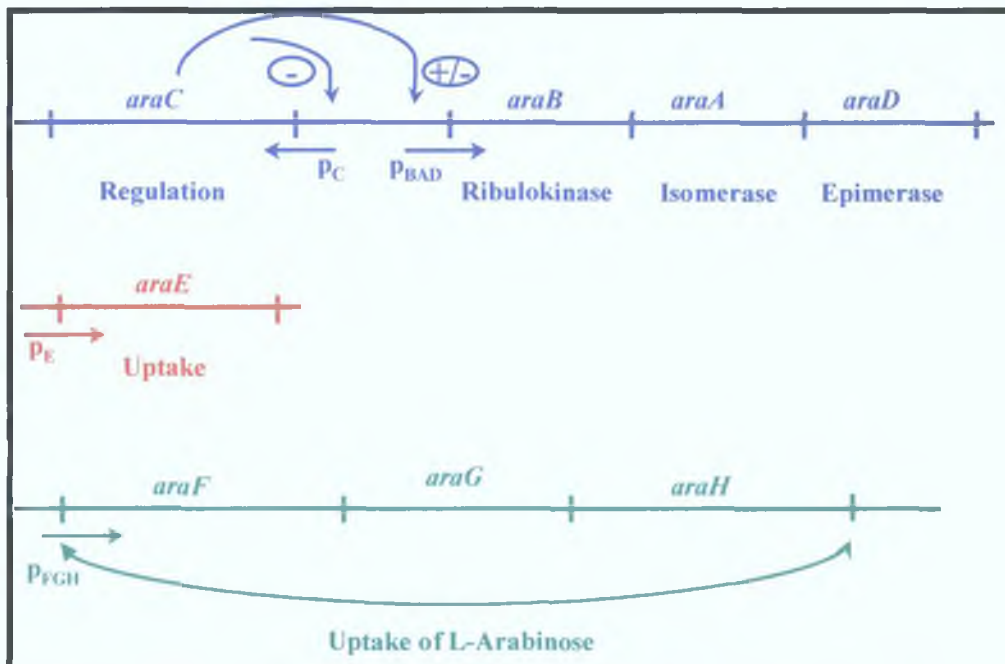 - +/-
araC araB araA araD
pC pBAD
Regulation Ribulokinase Isomerase Epimerase
araE
pE
Uptake
araF araG araH
pFGH
Uptake of L-Arabinose